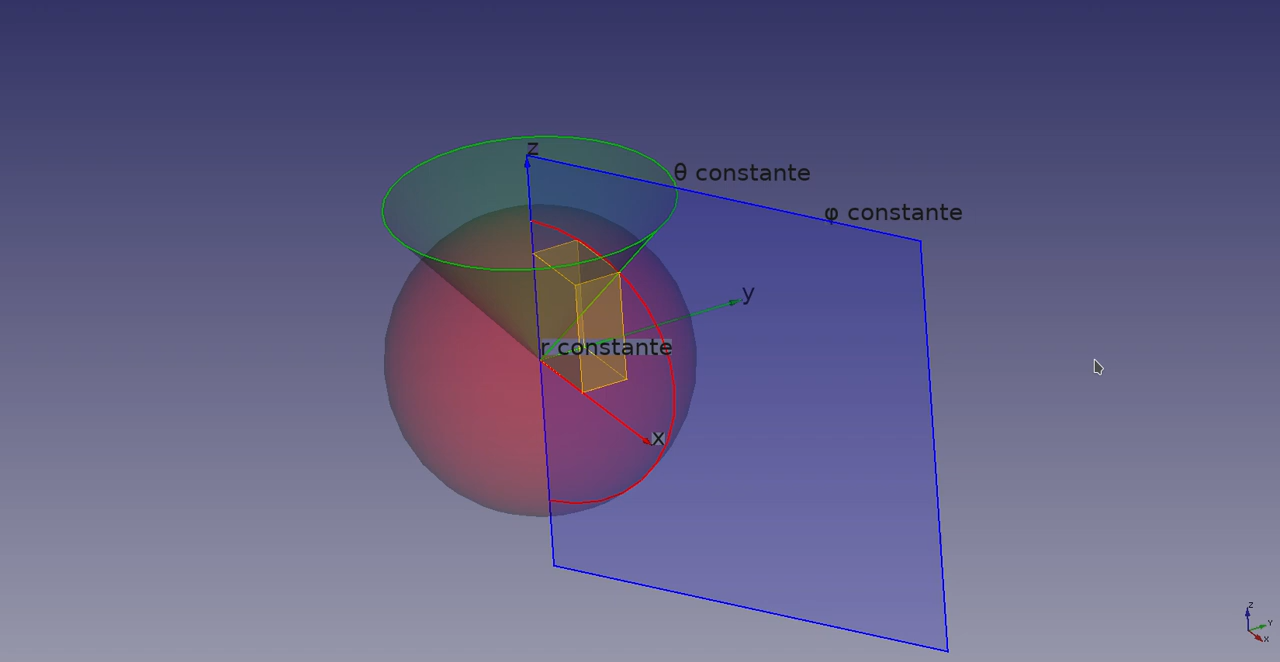 z
θ constante
φ constante
y
r constante
x
Z
Y
X